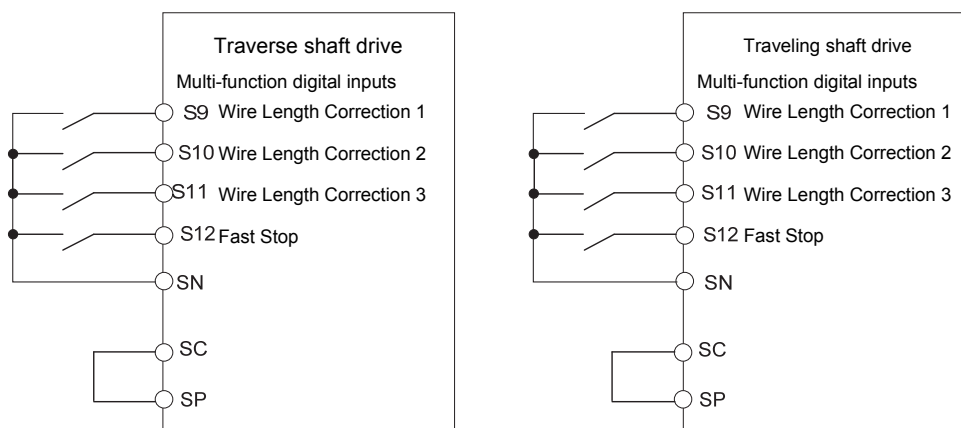 Traverse shaft drive
Multi-function digital inputs
S9 Wire Length Correction 1
S10 Wire Length Correction 2
S11 Wire Length Correction 3
S12 Fast Stop
SN
SC
SP
Traveling shaft drive
Multi-function digital inputs
S9 Wire Length Correction 1
S10 Wire Length Correction 2
S11 Wire Length Correction 3
S12 Fast Stop
SN
SC
SP